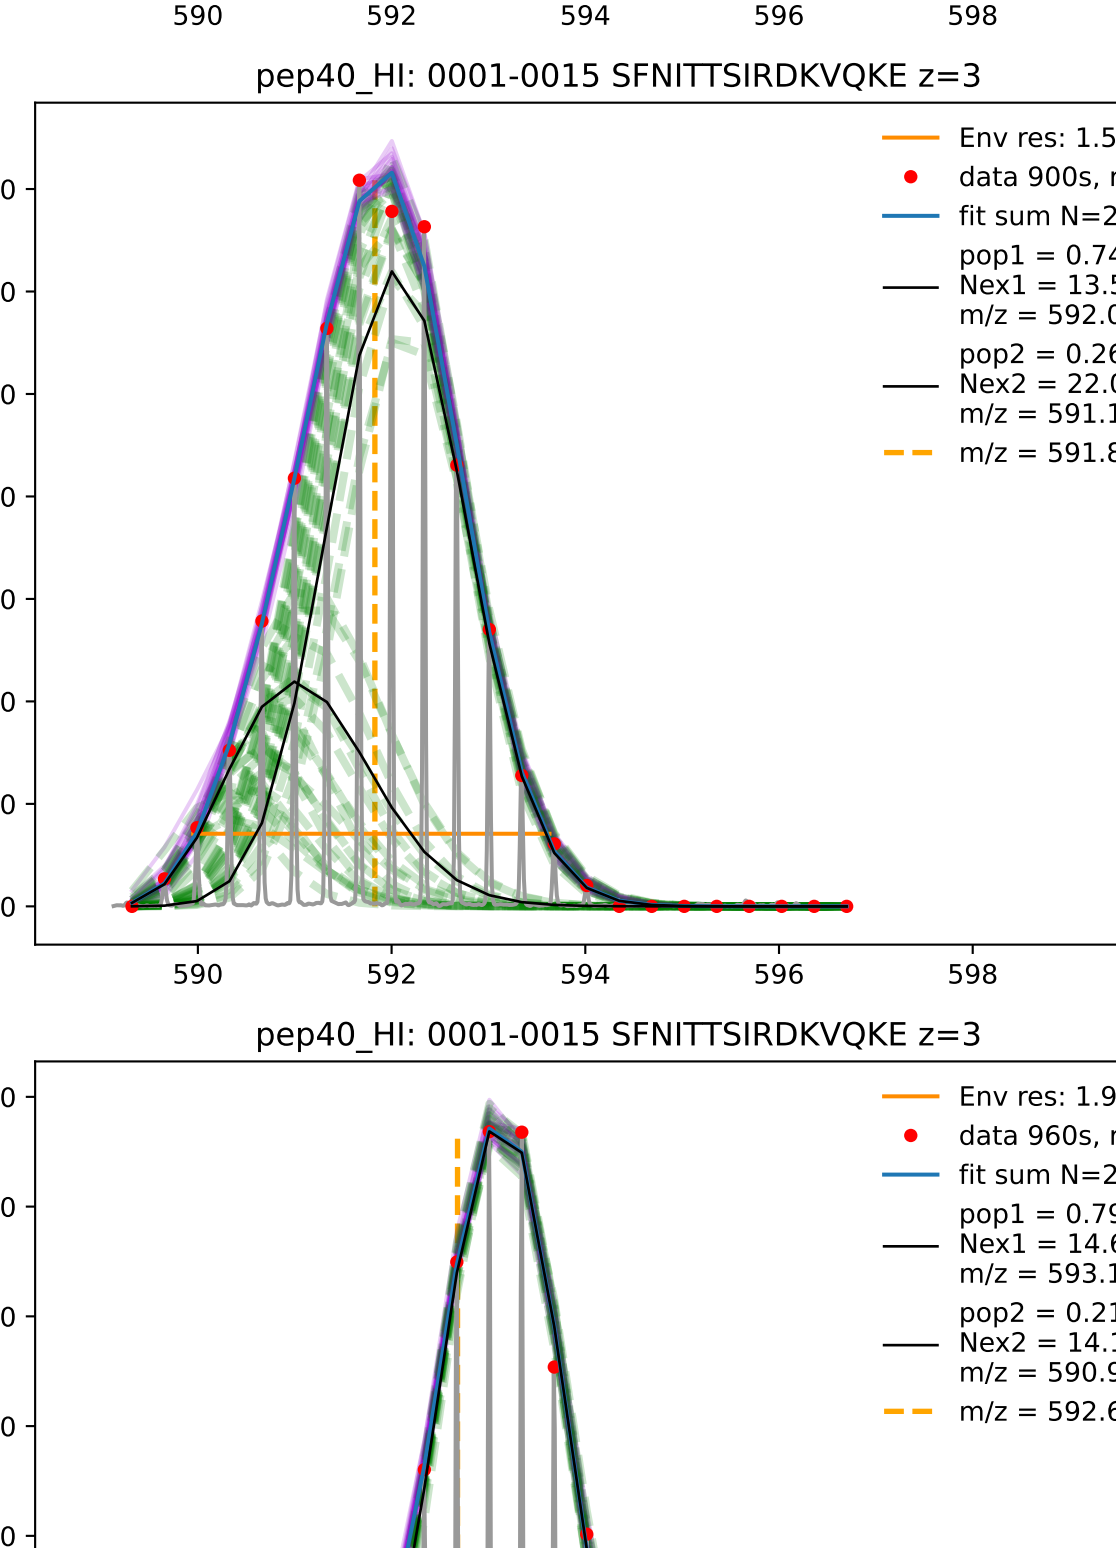 590 592 594 596 598
pep40_HI: 0001-0015 SFNITTSIRDKVQKE z=3
Env res: 1.5
0
data 900s, r
fit sum N=2
pop1 = 0.74
Nex1 = 13.5
0
m/z = 592.0
pop2 = 0.26
Nex2 = 22.0
0
m/z = 591.1
m/z = 591.8
0
0
0
0
0
590 592 594 596 598
pep40_HI: 0001-0015 SFNITTSIRDKVQKE z=3
0
Env res: 1.9
data 960s, r
fit sum N=2
0
pop1 = 0.79
Nex1 = 14.6
m/z = 593.1
0
pop2 = 0.21
Nex2 = 14.1
m/z = 590.9
m/z = 592.6
0
0